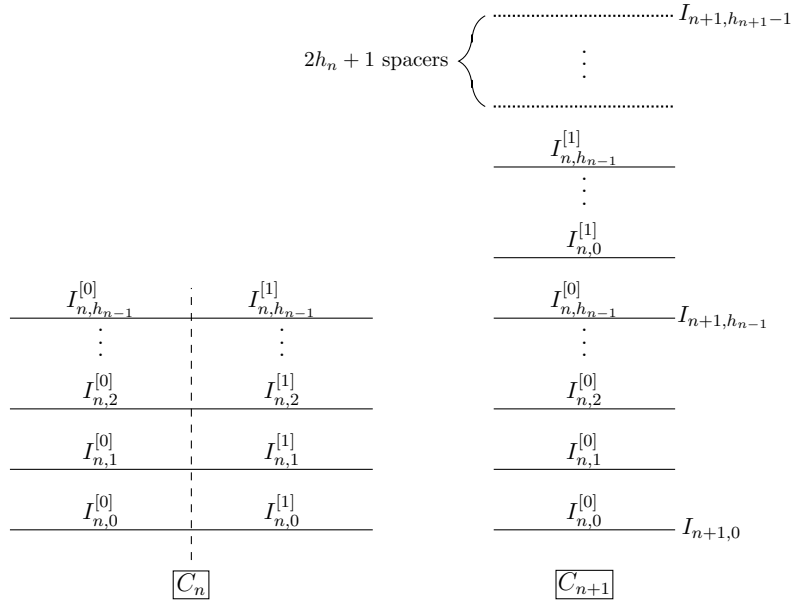 I_{n+1,h_{n+1}-1}
2h_n + 1 spacers
⋮
I^{[1]}_{n,h_{n-1}}
⋮
I^{[1]}_{n,0}
I^{[0]}_{n,h_{n-1}} I^{[1]}_{n,h_{n-1}} I^{[0]}_{n,h_{n-1}} I_{n+1,h_{n-1}}
⋮ ⋮ ⋮
I^{[0]}_{n,2} I^{[1]}_{n,2} I^{[0]}_{n,2}
I^{[0]}_{n,1} I^{[1]}_{n,1} I^{[0]}_{n,1}
I^{[0]}_{n,0} I^{[1]}_{n,0} I^{[0]}_{n,0} I_{n+1,0}
C_n C_{n+1}